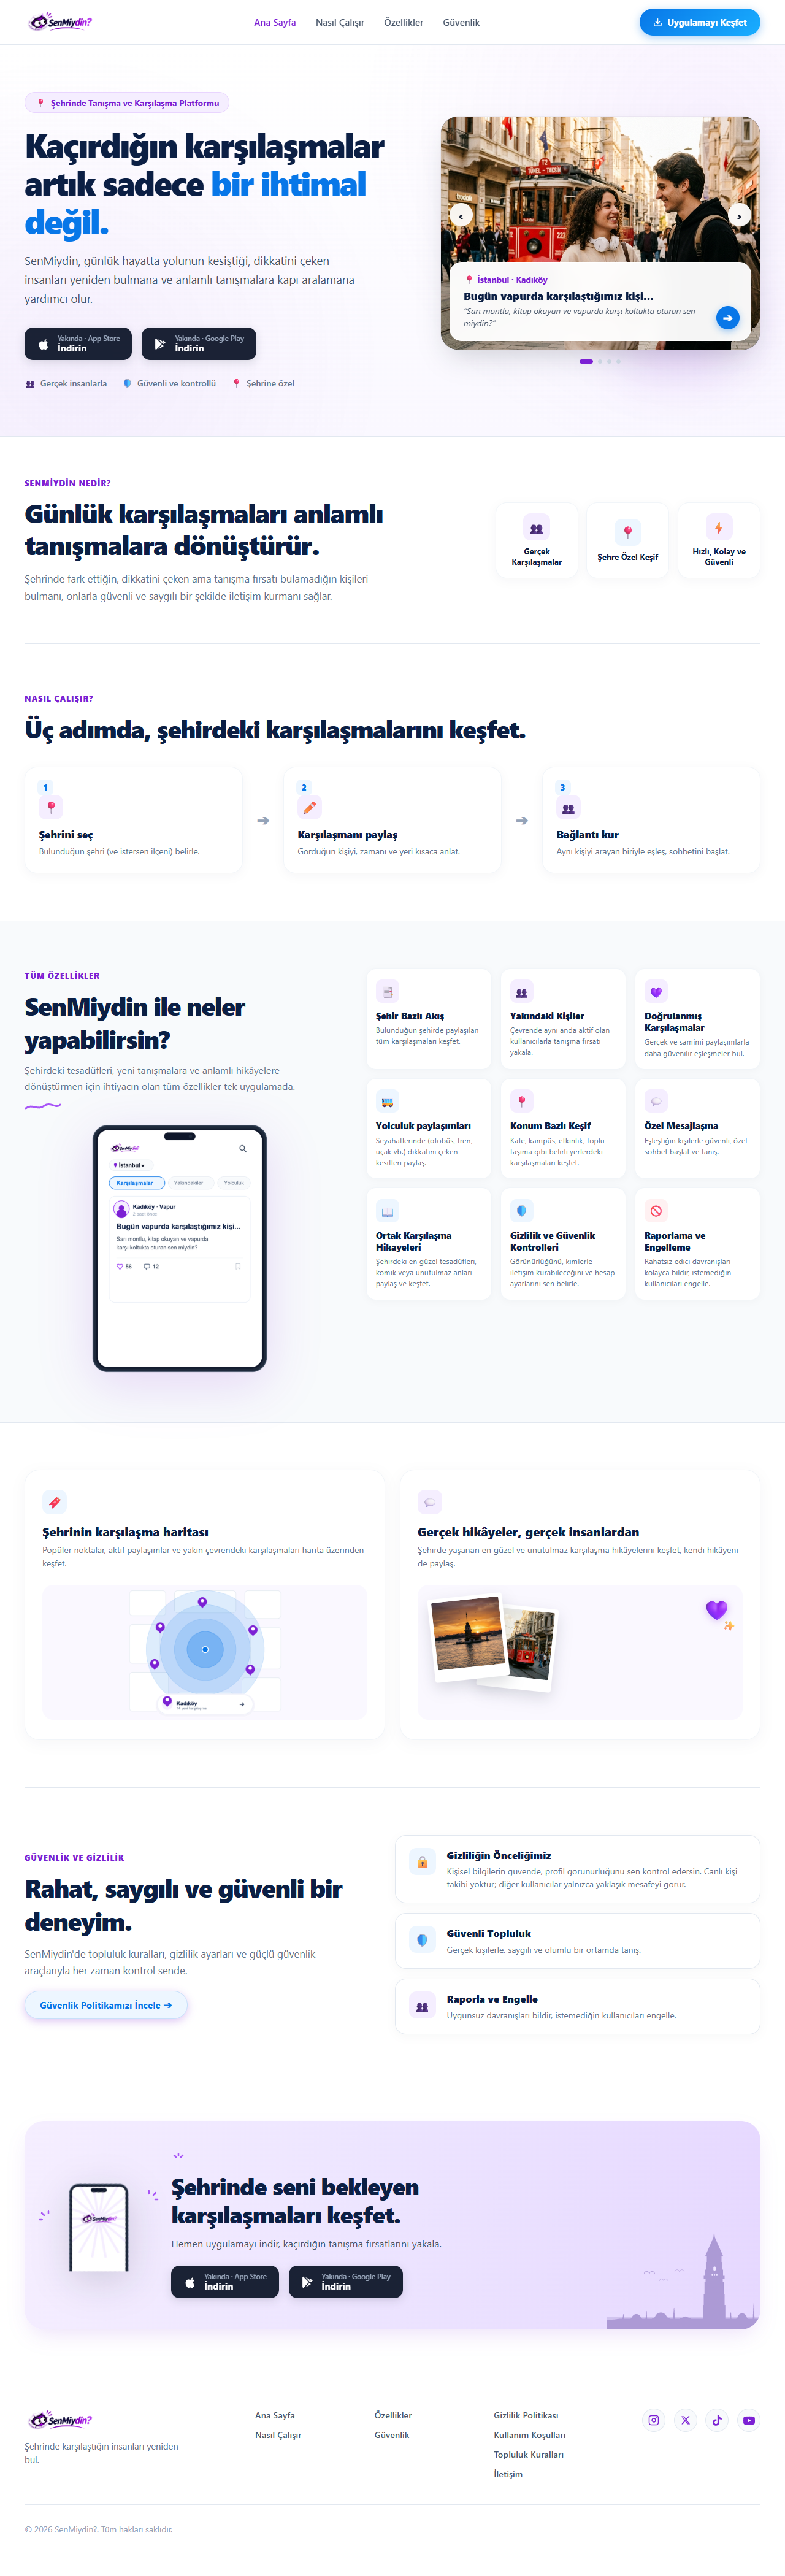 SenMiydin?
Ana Sayfa
Nasıl Çalışır
Özellikler
Güvenlik
Uygulamayı Keşfet
Şehrinde Tanışma ve Karşılaşma Platformu
Kaçırdığın karşılaşmalar
artık sadece bir ihtimal
değil.
SenMiydin, günlük hayatta yolunun kesiştiği, dikkatini çeken
insanları yeniden bulmana ve anlamlı tanışmalara kapı aralamana
yardımcı olur.
Yakında · App Store
İndirin
Yakında · Google Play
İndirin
Gerçek insanlarla
Güvenli ve kontrollü
Şehrine özel
12
TÜNEL - TAKSİM
İstanbul · Kadıköy
Bugün vapurda karşılaştığımız kişi...
"Sarı montlu, kitap okuyan ve vapurda karşı koltukta oturan sen
miydin?"
SENMİYDİN NEDİR?
Günlük karşılaşmaları anlamlı
tanışmalara dönüştürür.
Şehrinde fark ettiğin, dikkatini çeken ama tanışma fırsatı bulamadığın kişileri
bulmanı, onlarla güvenli ve saygılı bir şekilde iletişim kurmanı sağlar.
Gerçek
Karşılaşmalar
Şehre Özel Keşif
Hızlı, Kolay ve
Güvenli
NASIL ÇALIŞIR?
Üç adımda, şehirdeki karşılaşmalarını keşfet.
1
Şehrini seç
Bulunduğun şehri (ve istersen ilçeni) belirle.
2
Karşılaşmanı paylaş
Gördüğün kişiyi, zamanı ve yeri kısaca anlat.
3
Bağlantı kur
Aynı kişiyi arayan biriyle eşleş, sohbetini başlat.
TÜM ÖZELLİKLER
SenMiydin ile neler
yapabilirsin?
Şehirdeki tesadüfleri, yeni tanışmalara ve anlamlı hikâyelere
dönüştürmen için ihtiyacın olan tüm özellikler tek uygulamada.
SenMiydin?
İstanbul
Karşılaşmalar
Yakındakiler
Yolculuk
Kadıköy · Vapur
2 saat önce
Bugün vapurda karşılaştığımız kişi...
Sarı montlu, kitap okuyan ve vapurda
karşı koltukta oturan sen miydin?
56
12
Şehir Bazlı Akış
Bulunduğun şehirde paylaşılan
tüm karşılaşmaları keşfet.
Yakındaki Kişiler
Çevrende aynı anda aktif olan
kullanıcılarla tanışma fırsatı
yakala.
Doğrulanmış
Karşılaşmalar
Gerçek ve samimi paylaşımlarla
daha güvenilir eşleşmeler bul.
Yolculuk paylaşımları
Seyahatlerinde (otobüs, tren,
uçak vb.) dikkatini çeken
kesitleri paylaş.
Konum Bazlı Keşif
Kafe, kampüs, etkinlik, toplu
taşıma gibi belirli yerlerdeki
karşılaşmaları keşfet.
Özel Mesajlaşma
Eşleştiğin kişilerle güvenli, özel
sohbet başlat ve tanış.
Ortak Karşılaşma
Hikayeleri
Şehirdeki en güzel tesadüfleri,
komik veya unutulmaz anları
paylaş ve keşfet.
Gizlilik ve Güvenlik
Kontrolleri
Görünürlüğünü, kimlerle
iletişim kurabileceğini ve hesap
ayarlarını sen belirle.
Raporlama ve
Engelleme
Rahatsız edici davranışları
kolayca bildir, istemediğin
kullanıcıları engelle.
Şehrinin karşılaşma haritası
Popüler noktalar, aktif paylaşımlar ve yakın çevrendeki karşılaşmaları harita üzerinden
keşfet.
Kadıköy
Gerçek hikâyeler, gerçek insanlardan
Şehirde yaşanan en güzel ve unutulmaz karşılaşma hikâyelerini keşfet, kendi hikâyeni
de paylaş.
GÜVENLİK VE GİZLİLİK
Rahat, saygılı ve güvenli bir
deneyim.
SenMiydin'de topluluk kuralları, gizlilik ayarları ve güçlü güvenlik
araçlarıyla her zaman kontrol sende.
Güvenlik Politikamızı İncele →
Gizliliğin Önceliğimiz
Kişisel bilgilerin güvende, profil görünürlüğünü sen kontrol edersin. Canlı kişi
takibi yoktur; diğer kullanıcılar yalnızca yaklaşık mesafeyi görür.
Güvenli Topluluk
Gerçek kişilerle, saygılı ve olumlu bir ortamda tanış.
Raporla ve Engelle
Uygunsuz davranışları bildir, istemediğin kullanıcıları engelle.
SenMiydin?
Şehrinde seni bekleyen
karşılaşmaları keşfet.
Hemen uygulamayı indir, kaçırdığın tanışma fırsatlarını yakala.
Yakında · App Store
İndirin
Yakında · Google Play
İndirin
SenMiydin?
Şehrinde karşılaştığın insanları yeniden
bul.
Ana Sayfa
Nasıl Çalışır
Özellikler
Güvenlik
Gizlilik Politikası
Kullanım Koşulları
Topluluk Kuralları
İletişim
© 2026 SenMiydin?. Tüm hakları saklıdır.